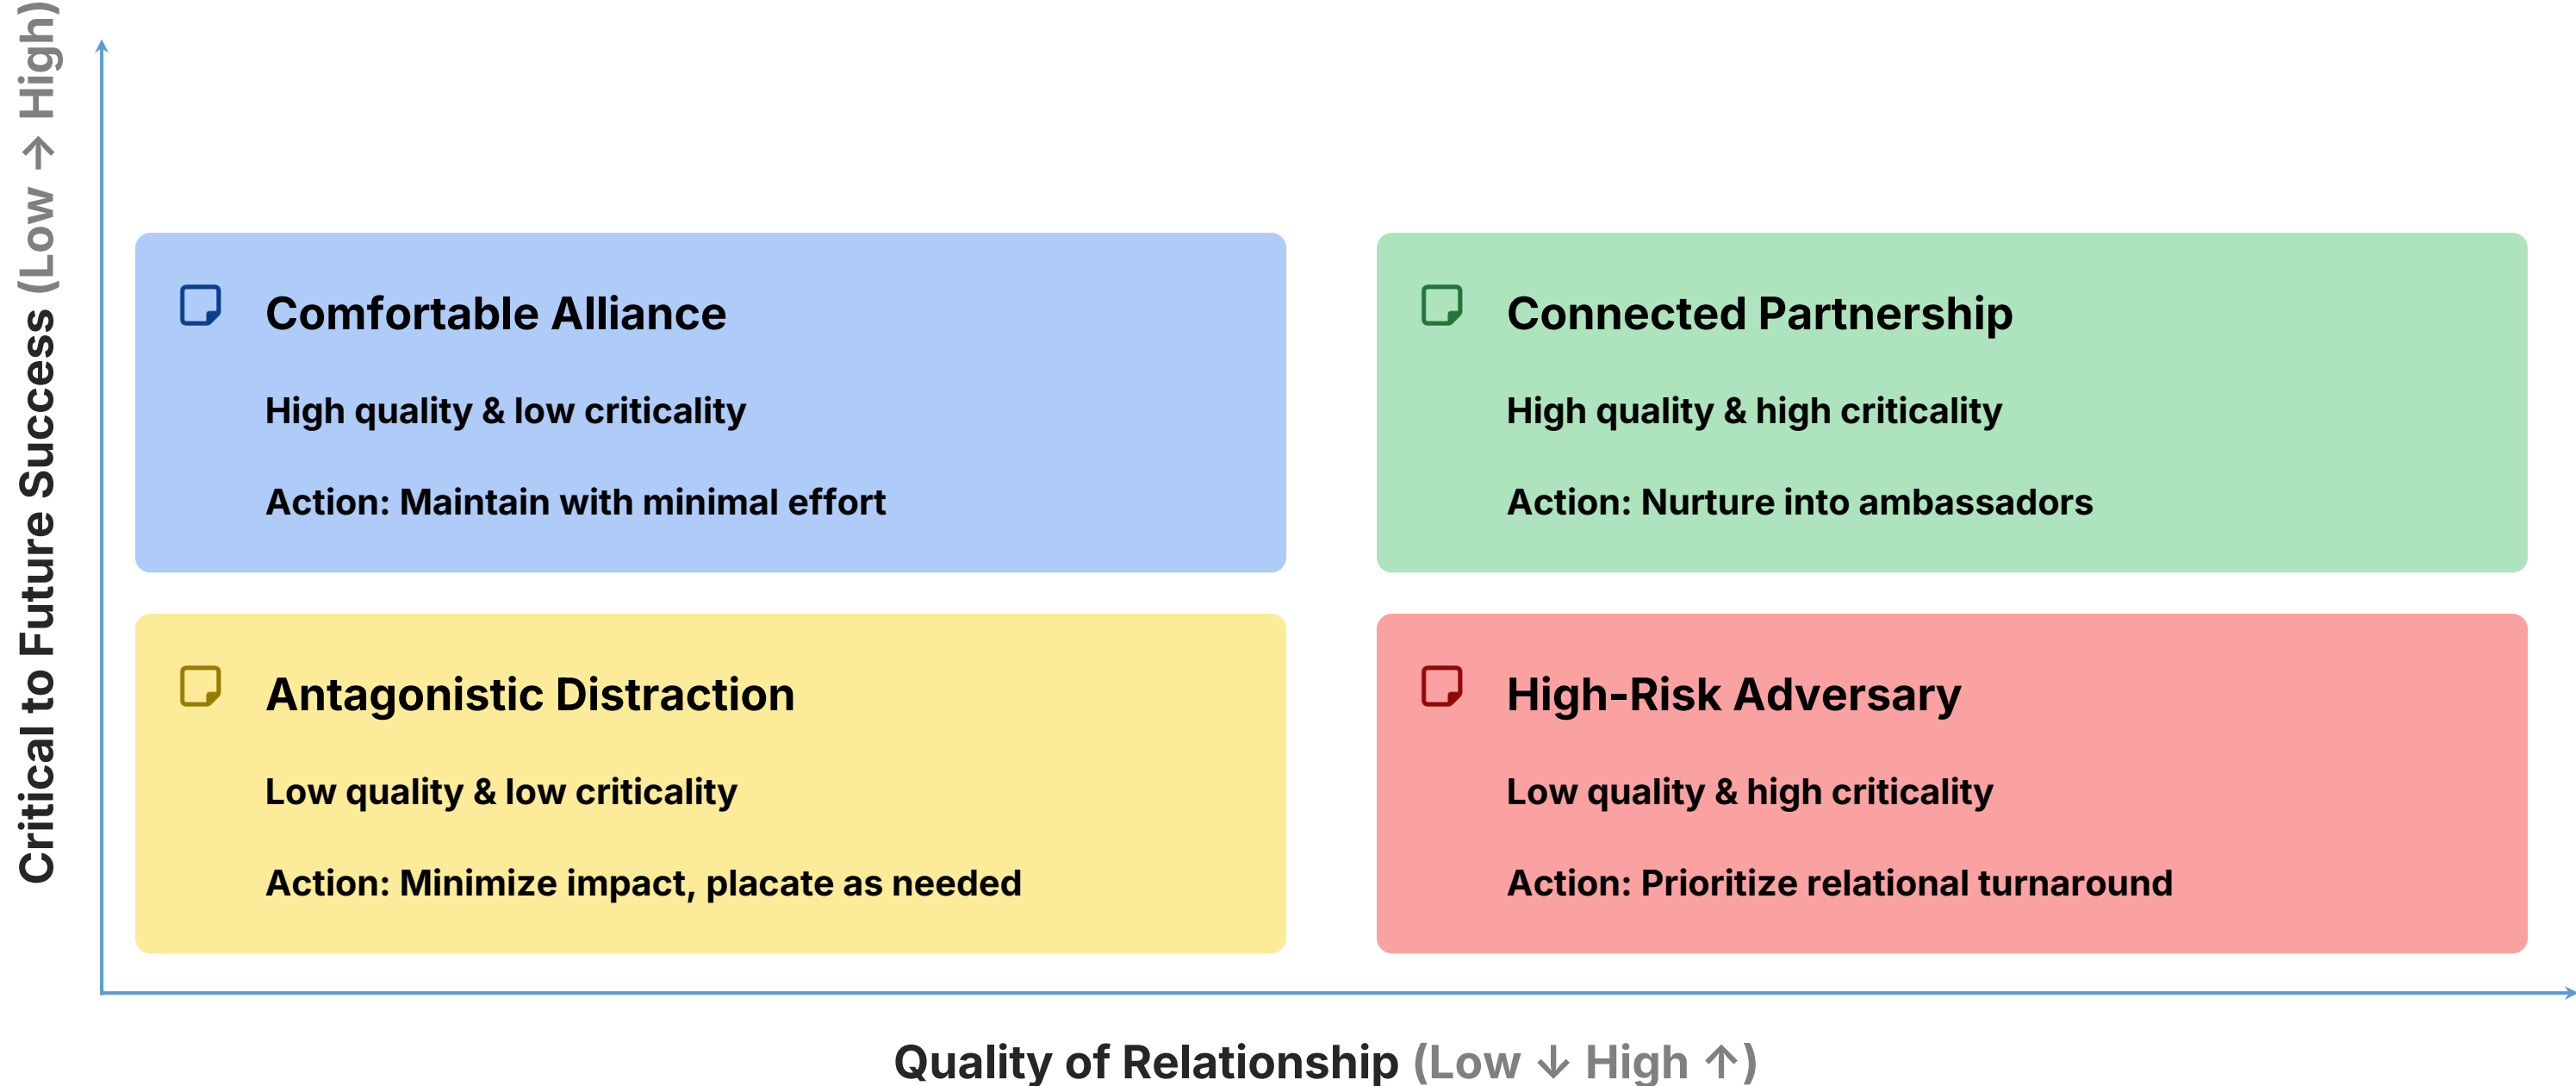 Critical to Future Success (Low → High)
Comfortable Alliance
High quality & low criticality
Action: Maintain with minimal effort
Connected Partnership
High quality & high criticality
Action: Nurture into ambassadors
Antagonistic Distraction
Low quality & low criticality
Action: Minimize impact, placate as needed
High-Risk Adversary
Low quality & high criticality
Action: Prioritize relational turnaround
Quality of Relationship (Low ↓ High ↑)